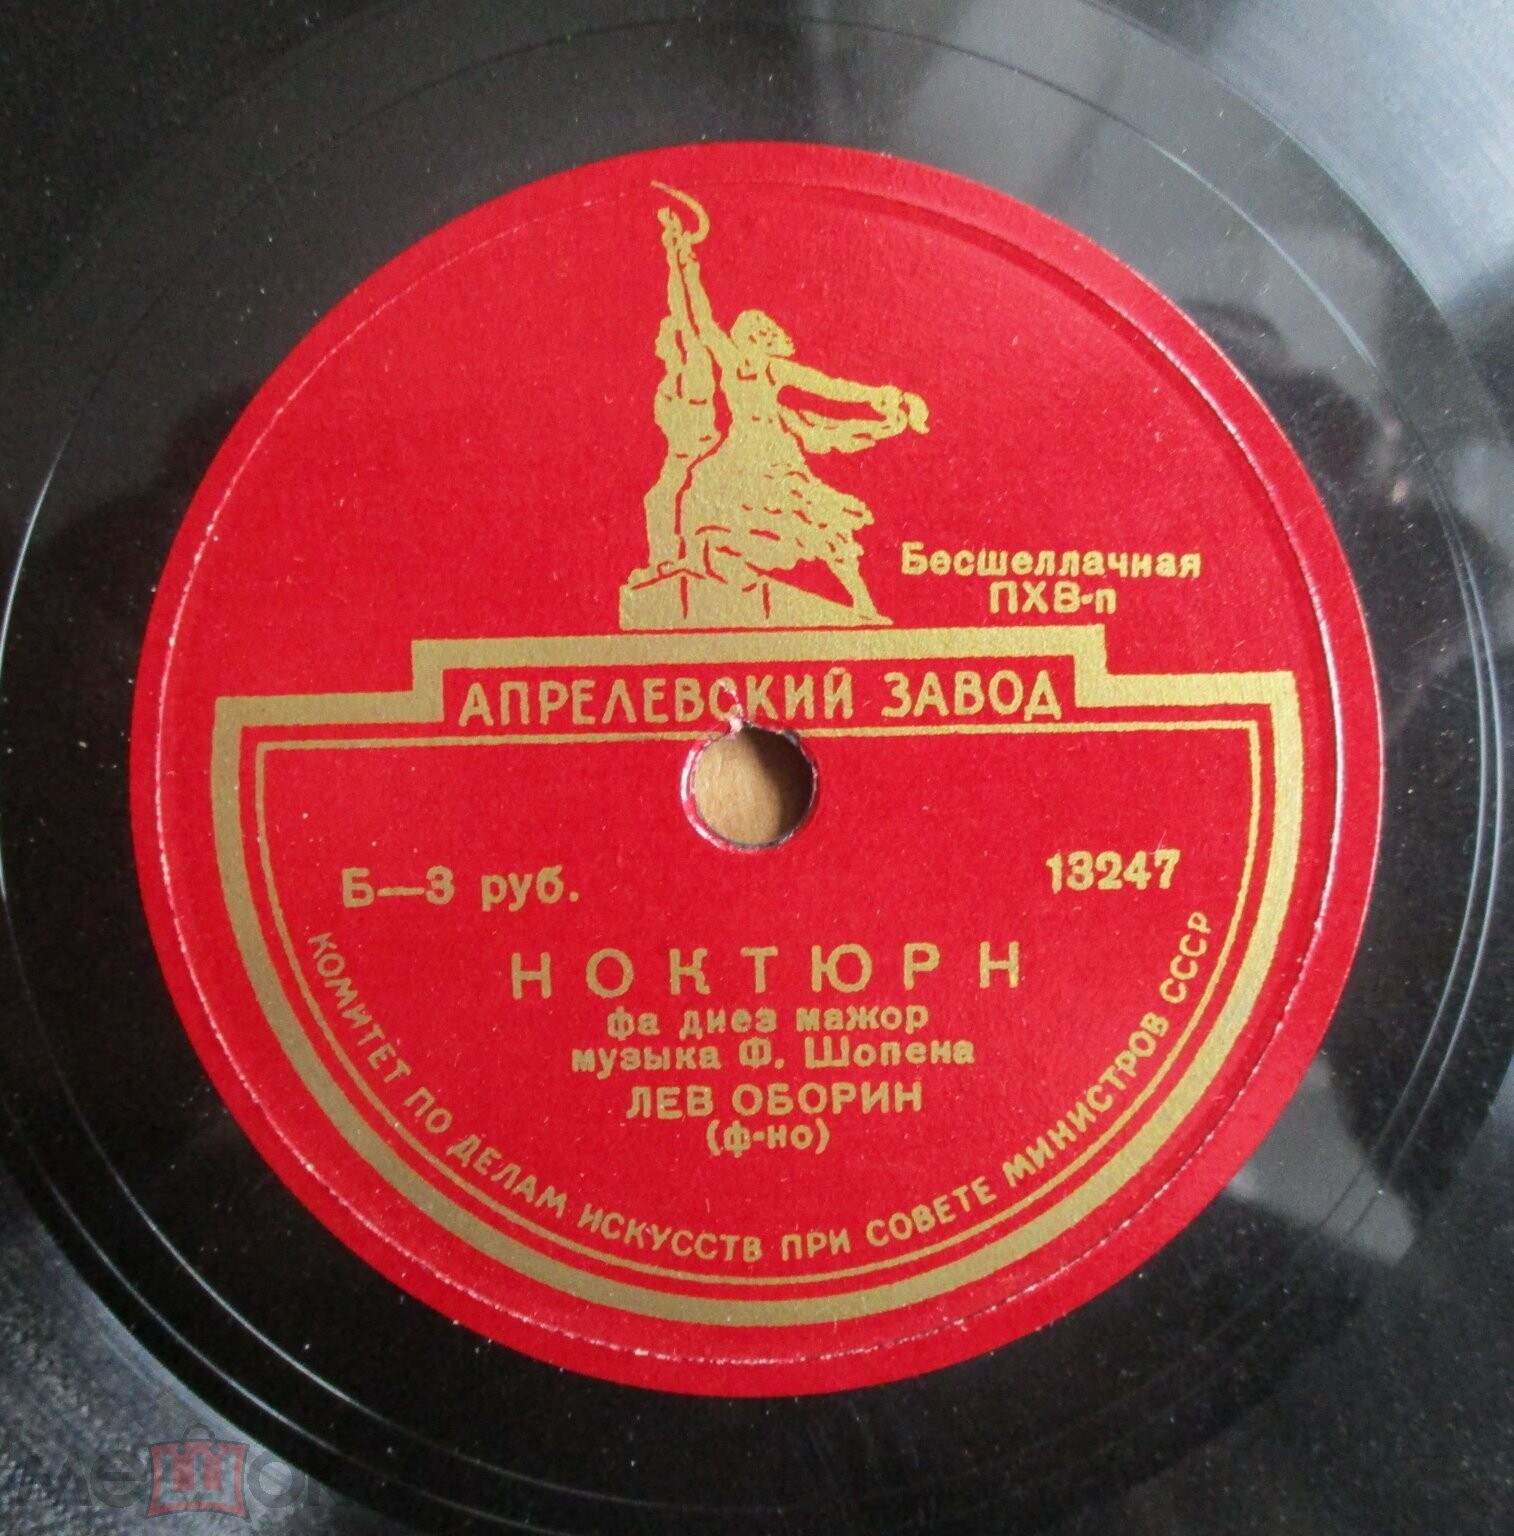 Бесшеллачная
ПХВ-п
АПРЕЛЕВСКИЙ ЗАВОД
Б—3 руб.
13247
НОКТЮРН
фа диез мажор
музыка Ф. Шопена
ЛЕВ ОБОРИН
(ф-но)
КОМИТЕТ ПО ДЕЛАМ ИСКУССТВ ПРИ СОВЕТЕ МИНИСТРОВ СССР